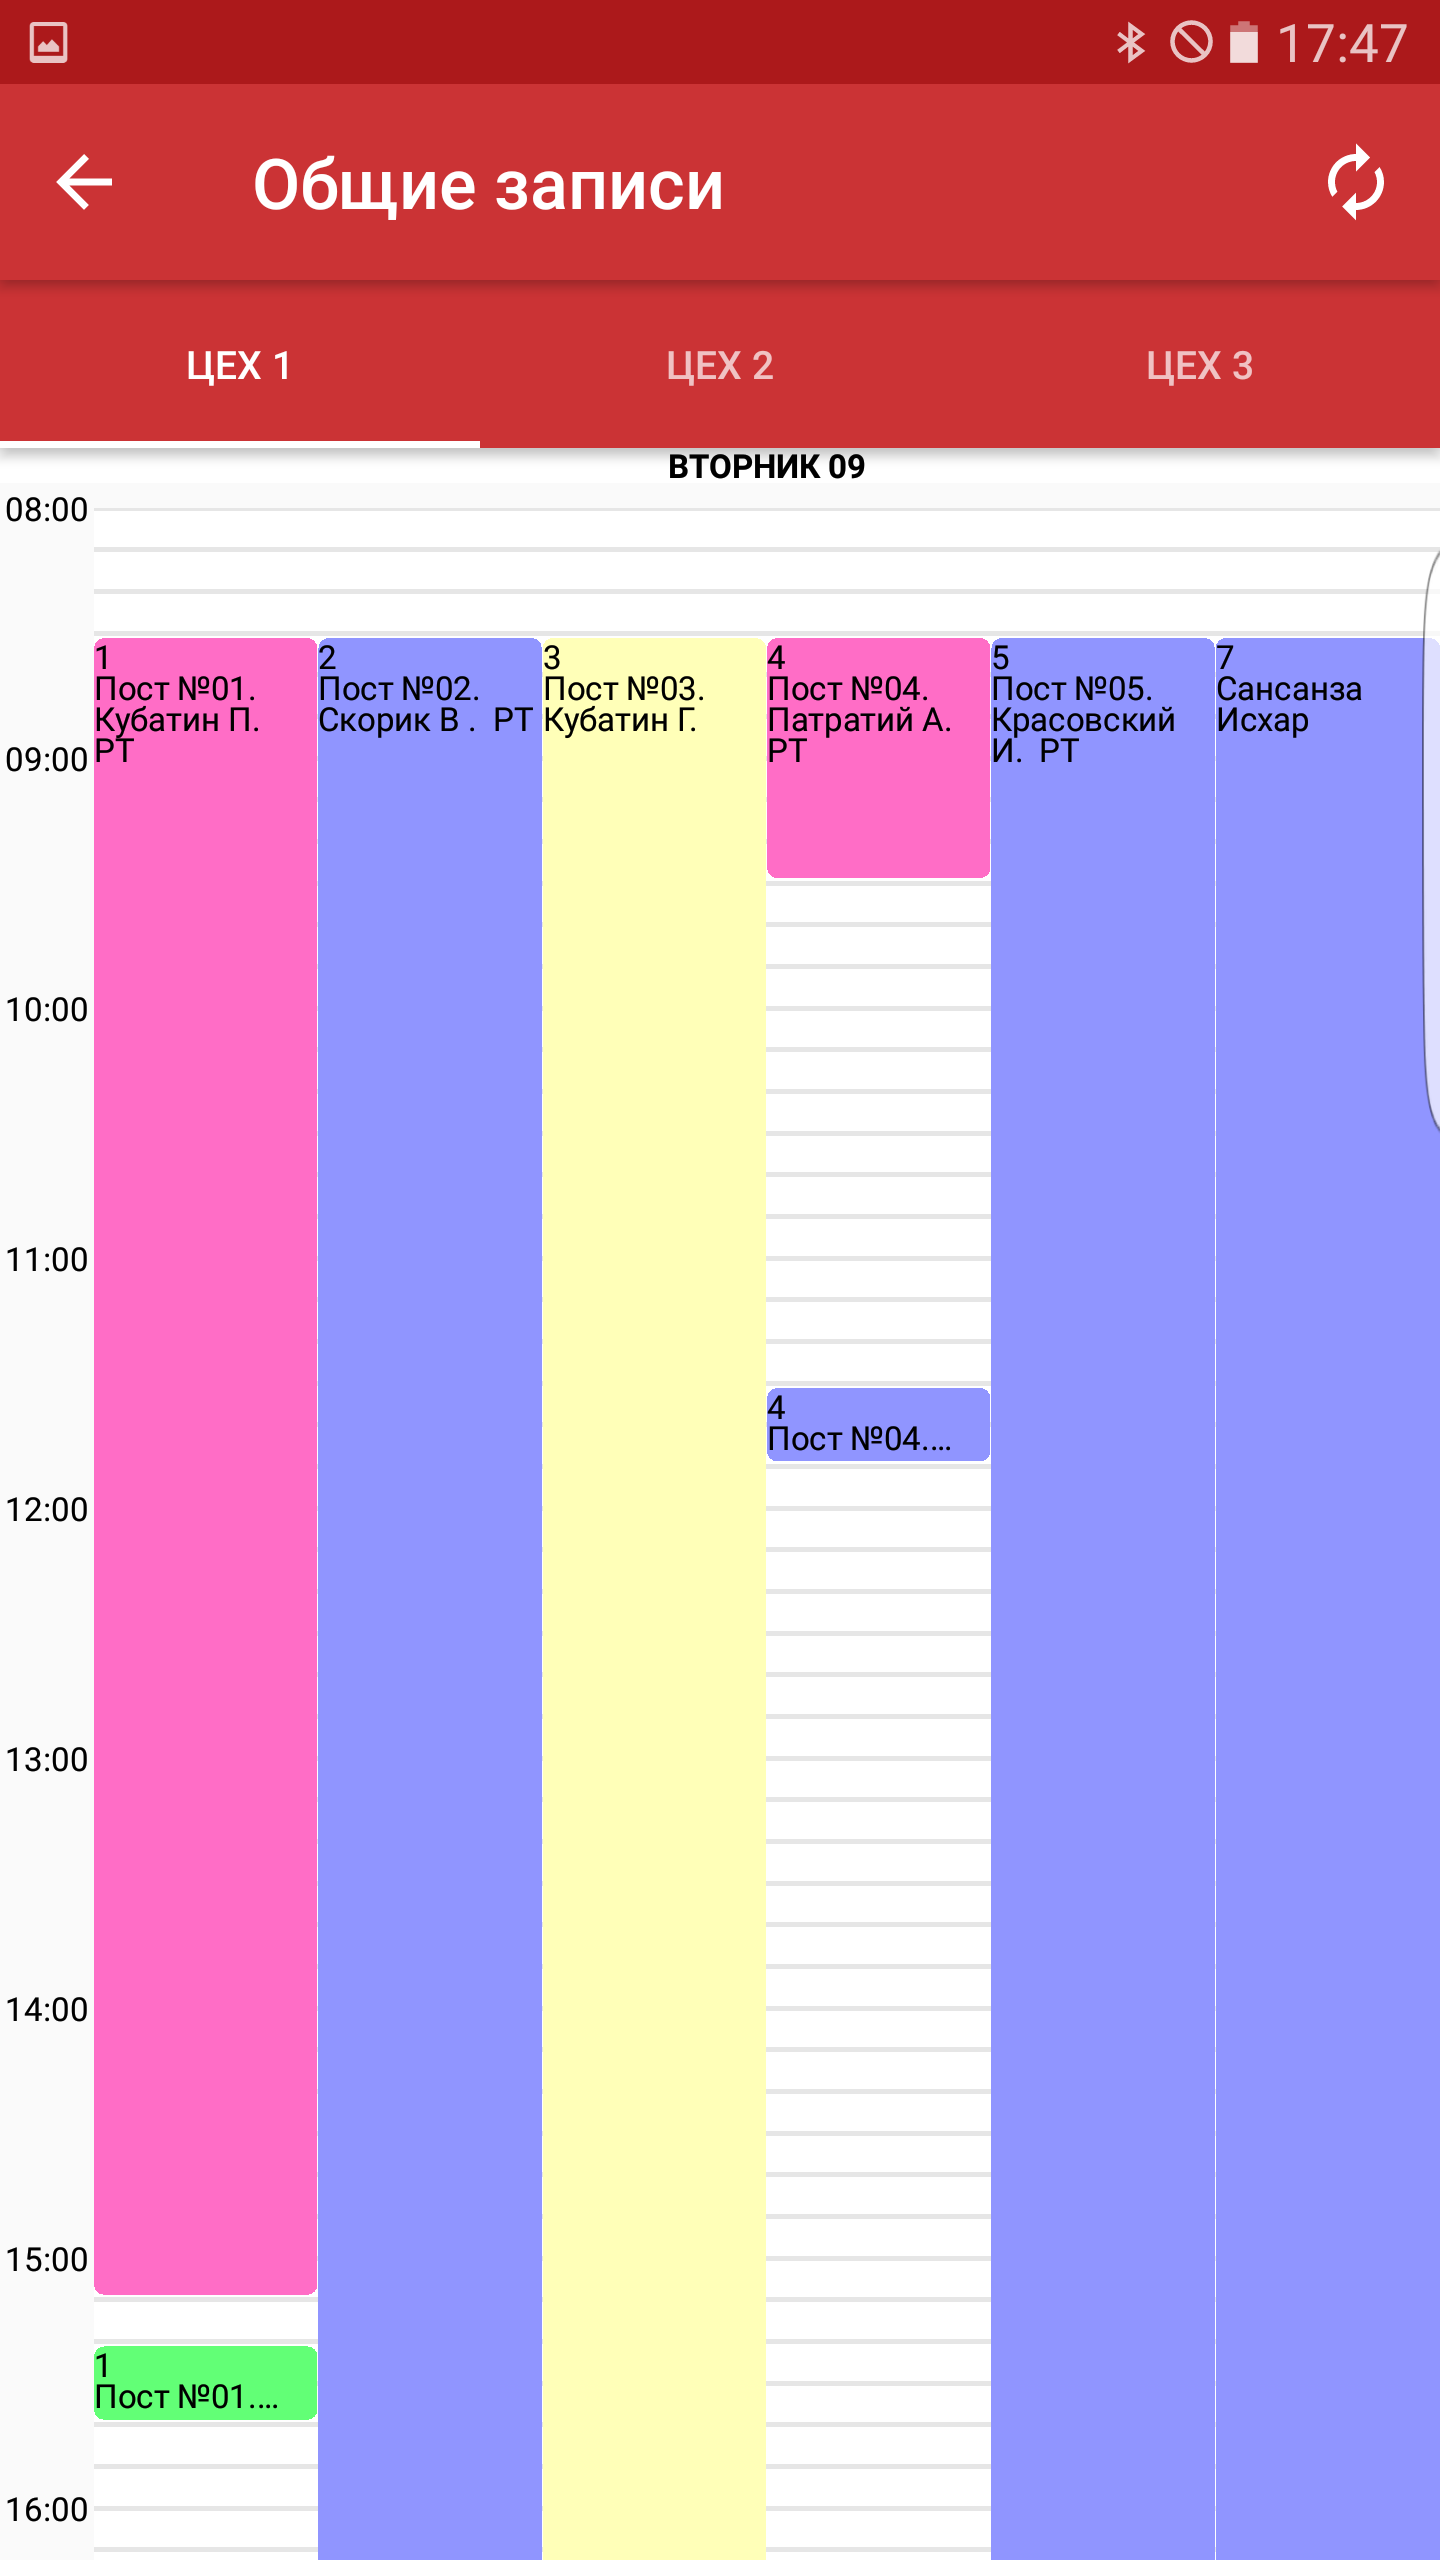 17:47
Общие записи
ЦЕХ 1
ЦЕХ 2
ЦЕХ 3
ВТОРНИК 09
08:00
1
Пост №01.
Кубатин П.
РТ
2
Пост №02.
Скорик В .  РТ
3
Пост №03.
Кубатин Г.
4
Пост №04.
Патратий А.
РТ
5
Пост №05.
Красовский
И.  РТ
7
Сансанза
Исхар
09:00
10:00
11:00
4
Пост №04....
12:00
13:00
14:00
15:00
1
Пост №01....
16:00